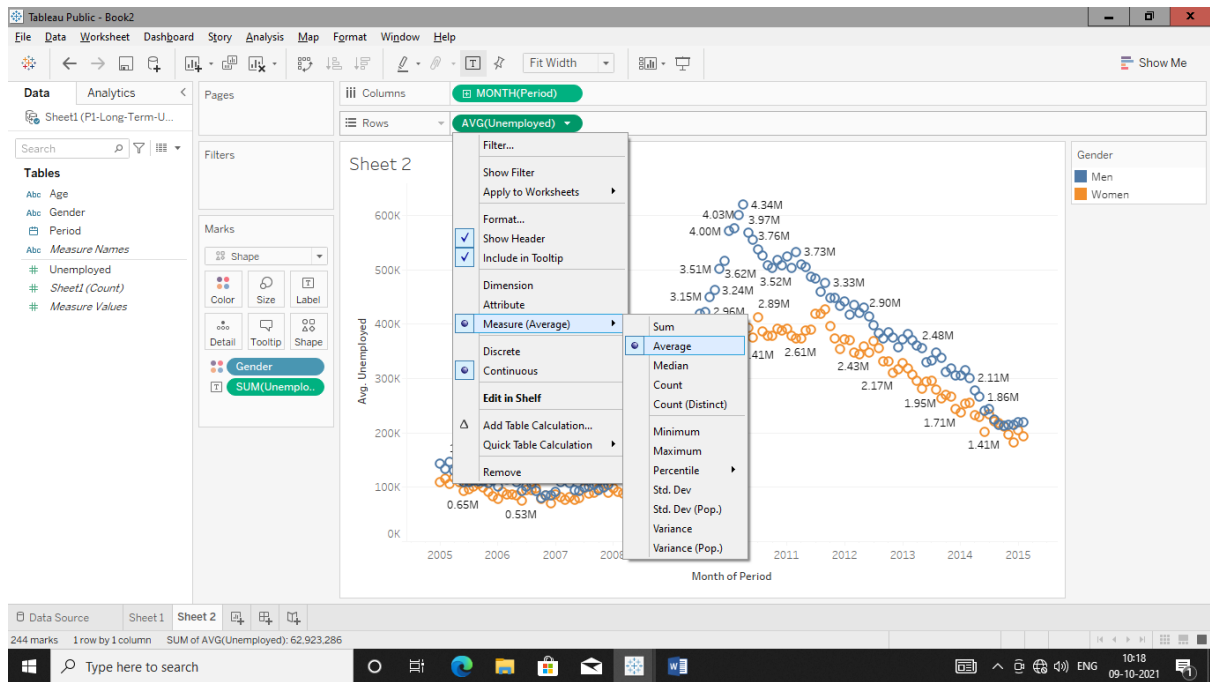 Tableau Public - Book2
File Data Worksheet Dashboard Story Analysis Map Format Window Help
T Fit Width Show Me
Data Analytics
Sheet1 (P1-Long-Term-U...
Search
Tables
Abc Age
Abc Gender
Period
Abc Measure Names
# Unemployed
# Sheet1 (Count)
# Measure Values
Pages
Filters
Marks
Shape
Color Size Label
Detail Tooltip Shape
Gender
T SUM(Unemplo..
iii Columns MONTH(Period)
Rows AVG(Unemployed)
Sheet 2
Filter...
Show Filter
Apply to Worksheets
Format...
Show Header
Include in Tooltip
Dimension
Attribute
Measure (Average)
Discrete
Continuous
Edit in Shelf
Add Table Calculation...
Quick Table Calculation
Remove
Sum
Average
Median
Count
Count (Distinct)
Minimum
Maximum
Percentile
Std. Dev
Std. Dev (Pop.)
Variance
Variance (Pop.)
Avg. Unemployed
600K
500K
400K
300K
200K
100K
0K
4.34M
4.03M
3.97M
4.00M
3.76M
3.73M
3.51M
3.62M
3.52M
3.33M
3.15M
3.24M
2.89M
2.90M
2.96M
2.48M
41M
2.61M
2.43M
2.11M
2.17M
1.86M
1.95M
1.71M
1.41M
0.65M
0.53M
2005 2006 2007 2008 2011 2012 2013 2014 2015
Month of Period
Gender
Men
Women
Data Source Sheet 1 Sheet 2
244 marks 1 row by 1 column SUM of AVG(Unemployed): 62,923,286
Type here to search
ENG
10:18
09-10-2021